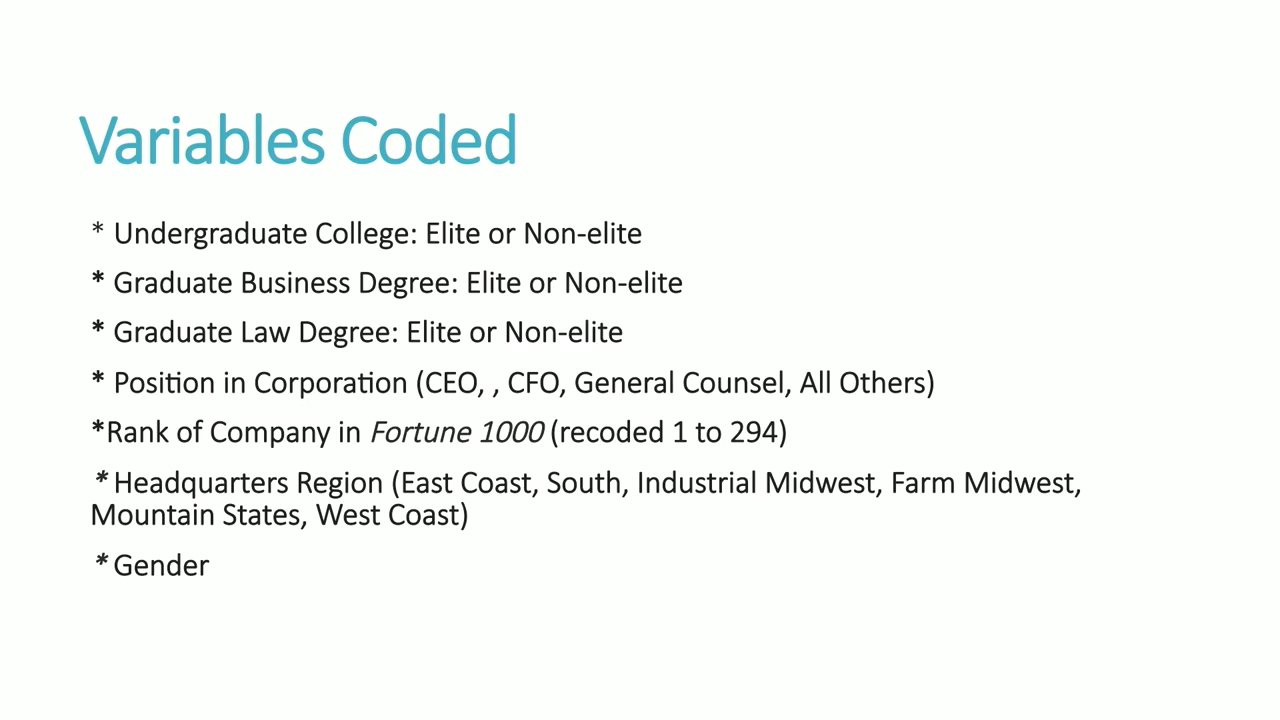 Variables Coded
* Undergraduate College: Elite or Non-elite
* Graduate Business Degree: Elite or Non-elite
* Graduate Law Degree: Elite or Non-elite
* Position in Corporation (CEO, , CFO, General Counsel, All Others)
*Rank of Company in Fortune 1000 (recoded 1 to 294)
* Headquarters Region (East Coast, South, Industrial Midwest, Farm Midwest,
Mountain States, West Coast)
* Gender